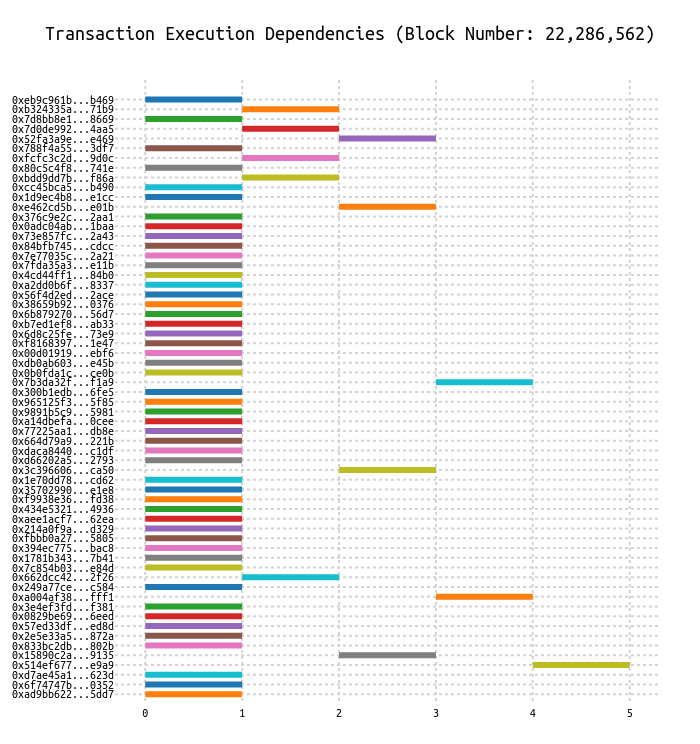 Transaction Execution Dependencies (Block Number: 22,286,562)
0xeb9c961b...b469
0xb324335a...71b9
0x7d8bb8e1...8669
0x7d0de992...4aa5
0x52fa3a9e...e469
0x788f4a55...3df7
0xfcfc3c2d...9d0c
0x80c5c4f8...741e
0xbdd9dd7b...f86a
0xcc45bca5...b490
0x1d9ec4b8...e1cc
0xe462cd5b...e01b
0x376c9e2c...2aa1
0x0adc04ab...1baa
0x73e857fc...2a43
0x84bfb745...cdcc
0x7e77035c...2a21
0x7fda35a3...e11b
0x4cd44ff1...84b0
0xa2dd0b6f...8337
0x56f4d2ed...2ace
0x38659b92...0376
0x6b879270...56d7
0xb7ed1ef8...ab33
0x6d8c25fe...73e9
0xf8168397...1e47
0x00d01919...ebf6
0xdb0ab603...e45b
0x0b0fda1c...ce0b
0x7b3da32f...f1a9
0x300b1edb...6fe5
0x965125f3...5f85
0x9891b5c9...5981
0xa14dbefa...0cee
0x77225aa1...db8e
0x664d79a9...221b
0xdaca8440...c1df
0xd66202a5...2793
0x3c396606...ca50
0x1e70dd78...cd62
0x35702990...e1e8
0xf9938e36...fd38
0x434e5321...4936
0xaee1acf7...62ea
0x214a0f9a...d329
0xfbbb0a27...5805
0x394ec775...bac8
0x1781b343...7b41
0x7c854b03...e84d
0x662dcc42...2f26
0x249a77ce...c584
0xa004af38...fff1
0x3e4ef3fd...f381
0x0829be69...6eed
0x57ed33df...ed8d
0x2e5e33a5...872a
0x833bc2db...802b
0x15890c2a...9135
0x514ef677...e9a9
0xd7ae45a1...623d
0x6f74747b...0352
0xad9bb622...5dd7
0 1 2 3 4 5